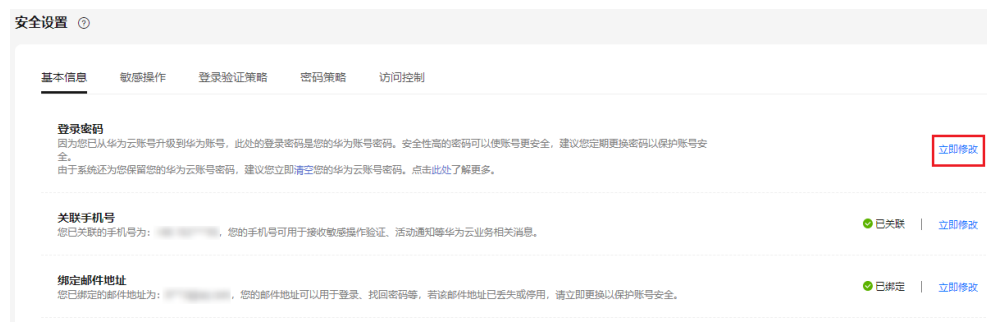 安全设置 ?
基本信息 敏感操作 登录验证策略 密码策略 访问控制
登录密码
因为您已从华为云账号升级到华为账号，此处的登录密码是您的华为账号密码。安全性高的密码可以使账号更安全，建议您定期更换密码以保护账号安
全。
由于系统还为您保留您的华为云账号密码，建议您立即清空您的华为云账号密码。点击此处了解更多。
立即修改
关联手机号
您已关联的手机号为： ，您的手机号可用于接收敏感操作验证、活动通知等华为云业务相关消息。
已关联 | 立即修改
绑定邮件地址
您已绑定的邮件地址为： ，您的邮件地址可以用于登录、找回密码等，若该邮件地址已丢失或停用，请立即更换以保护账号安全。
已绑定 | 立即修改